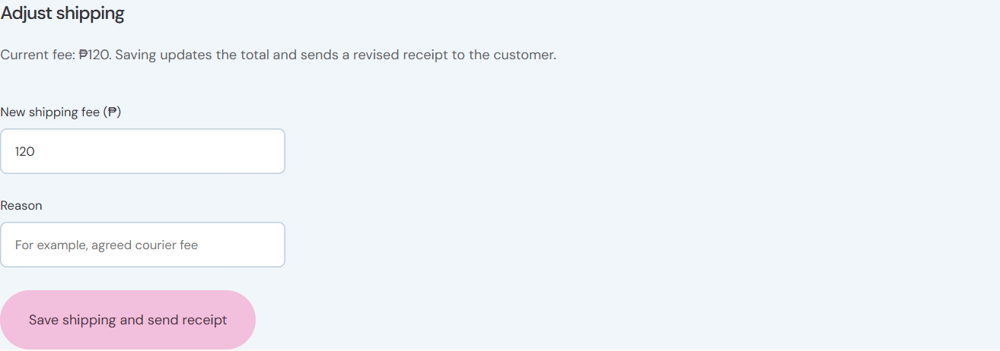 Adjust shipping
Current fee: ₱120. Saving updates the total and sends a revised receipt to the customer.
New shipping fee (₱)
120
Reason
For example, agreed courier fee
Save shipping and send receipt